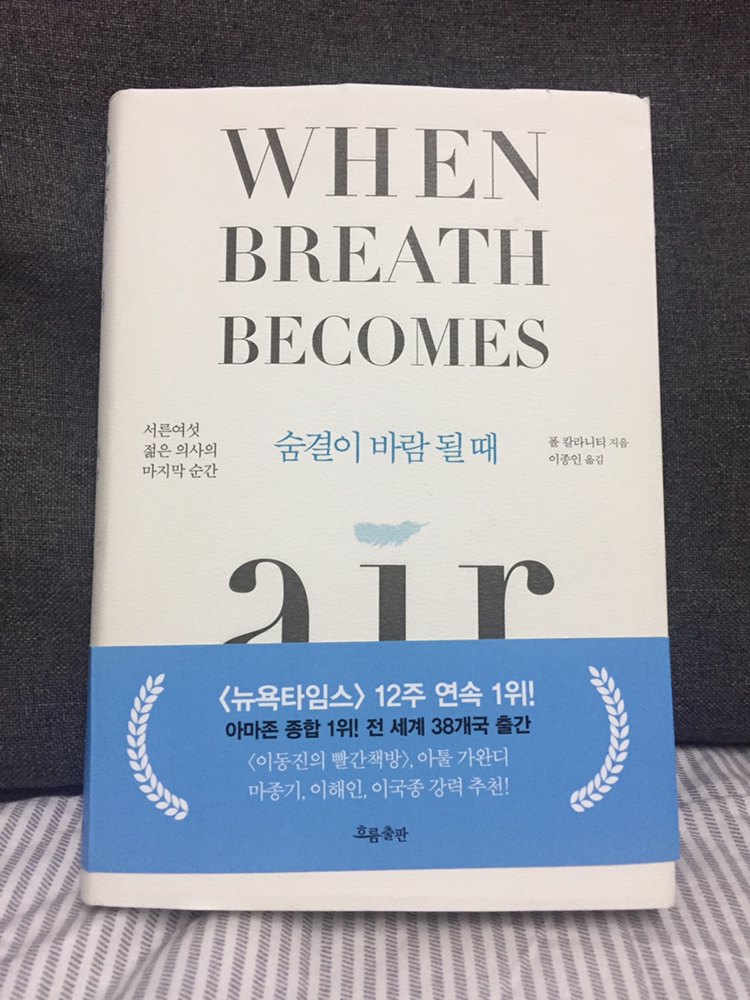 WHEN
BREATH
BECOMES
서른여섯
젊은 의사의
마지막 순간
숨결이 바람 될 때
폴 칼라니티 지음
이종인 옮김
air
〈뉴욕타임스〉 12주 연속 1위!
아마존 종합 1위! 전 세계 38개국 출간
〈이동진의 빨간책방〉, 아툴 가완디
마종기, 이해인, 이국종 강력 추천!
흐름출판